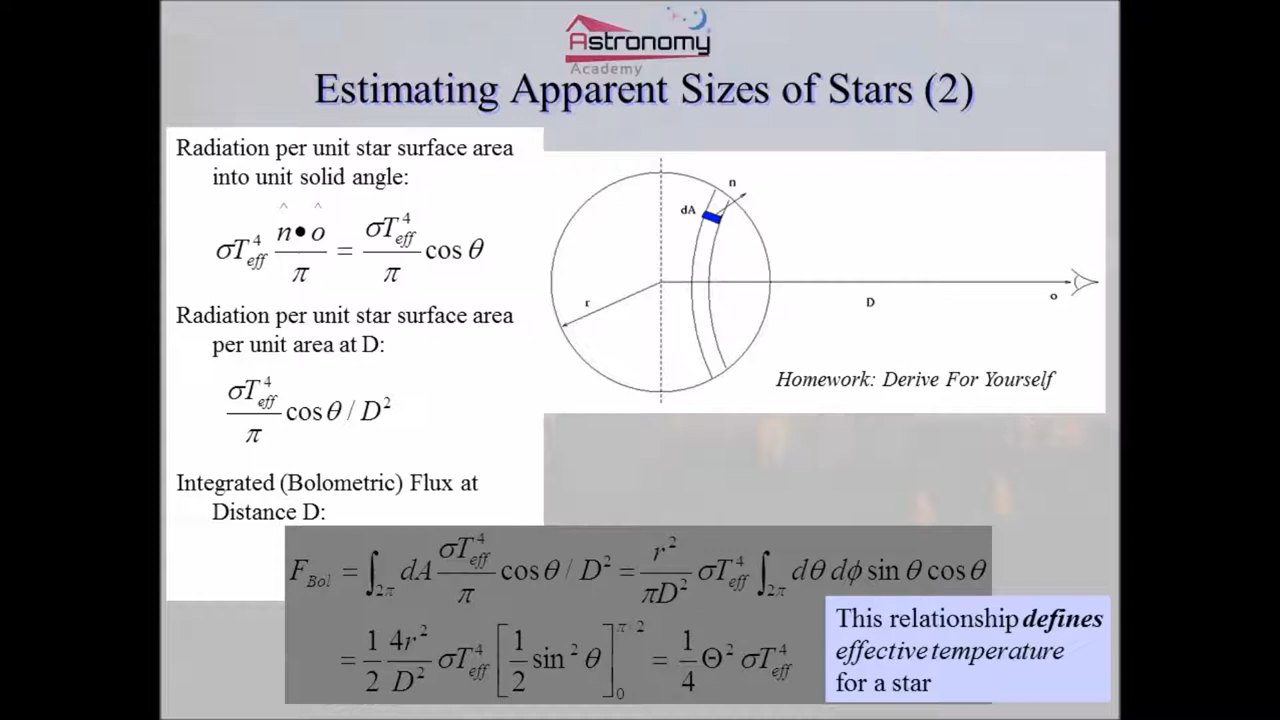 Astronomy
Academy
Estimating Apparent Sizes of Stars (2)
Radiation per unit star surface area
into unit solid angle:
σT_eff^4 (n̂ • ô)/π = (σT_eff^4/π) cos θ
Radiation per unit star surface area
per unit area at D:
(σT_eff^4/π) cos θ / D^2
Integrated (Bolometric) Flux at
Distance D:
n
dA
r
D
o
Homework: Derive For Yourself
F_Bol = ∫_2π dA (σT_eff^4/π) cos θ / D^2 = (r^2/πD^2) σT_eff^4 ∫_2π dθ dϕ sin θ cos θ
= (1/2) (4r^2/D^2) σT_eff^4 [(1/2) sin^2 θ]_0^π/2 = (1/4) Θ^2 σT_eff^4
This relationship defines
effective temperature
for a star